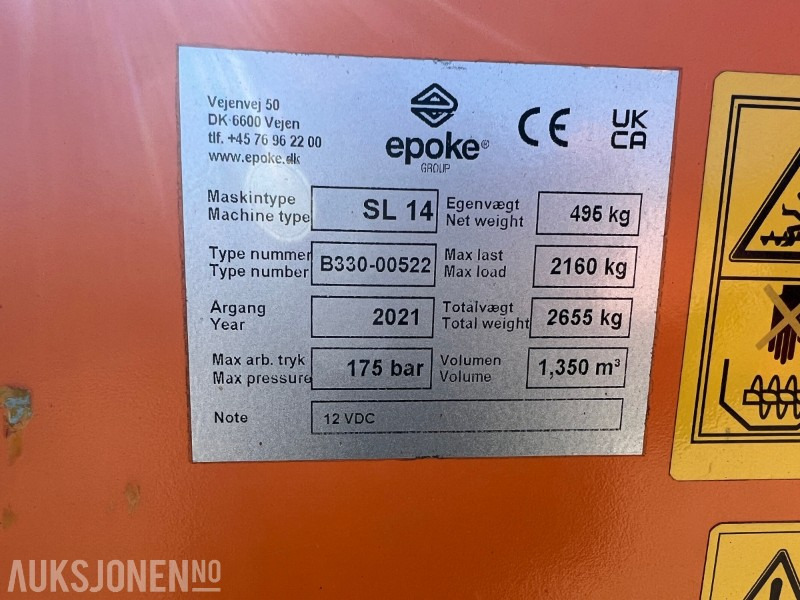 Vejenvej 50
DK-6600 Vejen
tlf. +45 76 96 22 00
www.epoke.dk
epoke®
GROUP
CE
UK
CA
Maskintype
Machine type
SL 14
Egenvægt
Net weight
495 kg
Type nummer
Type number
B330-00522
Max last
Max load
2160 kg
Argang
Year
2021
Totalvægt
Total weight
2655 kg
Max arb. tryk
Max pressure
175 bar
Volumen
Volume
1,350 m³
Note
12 VDC
AUKSJONEN.NO